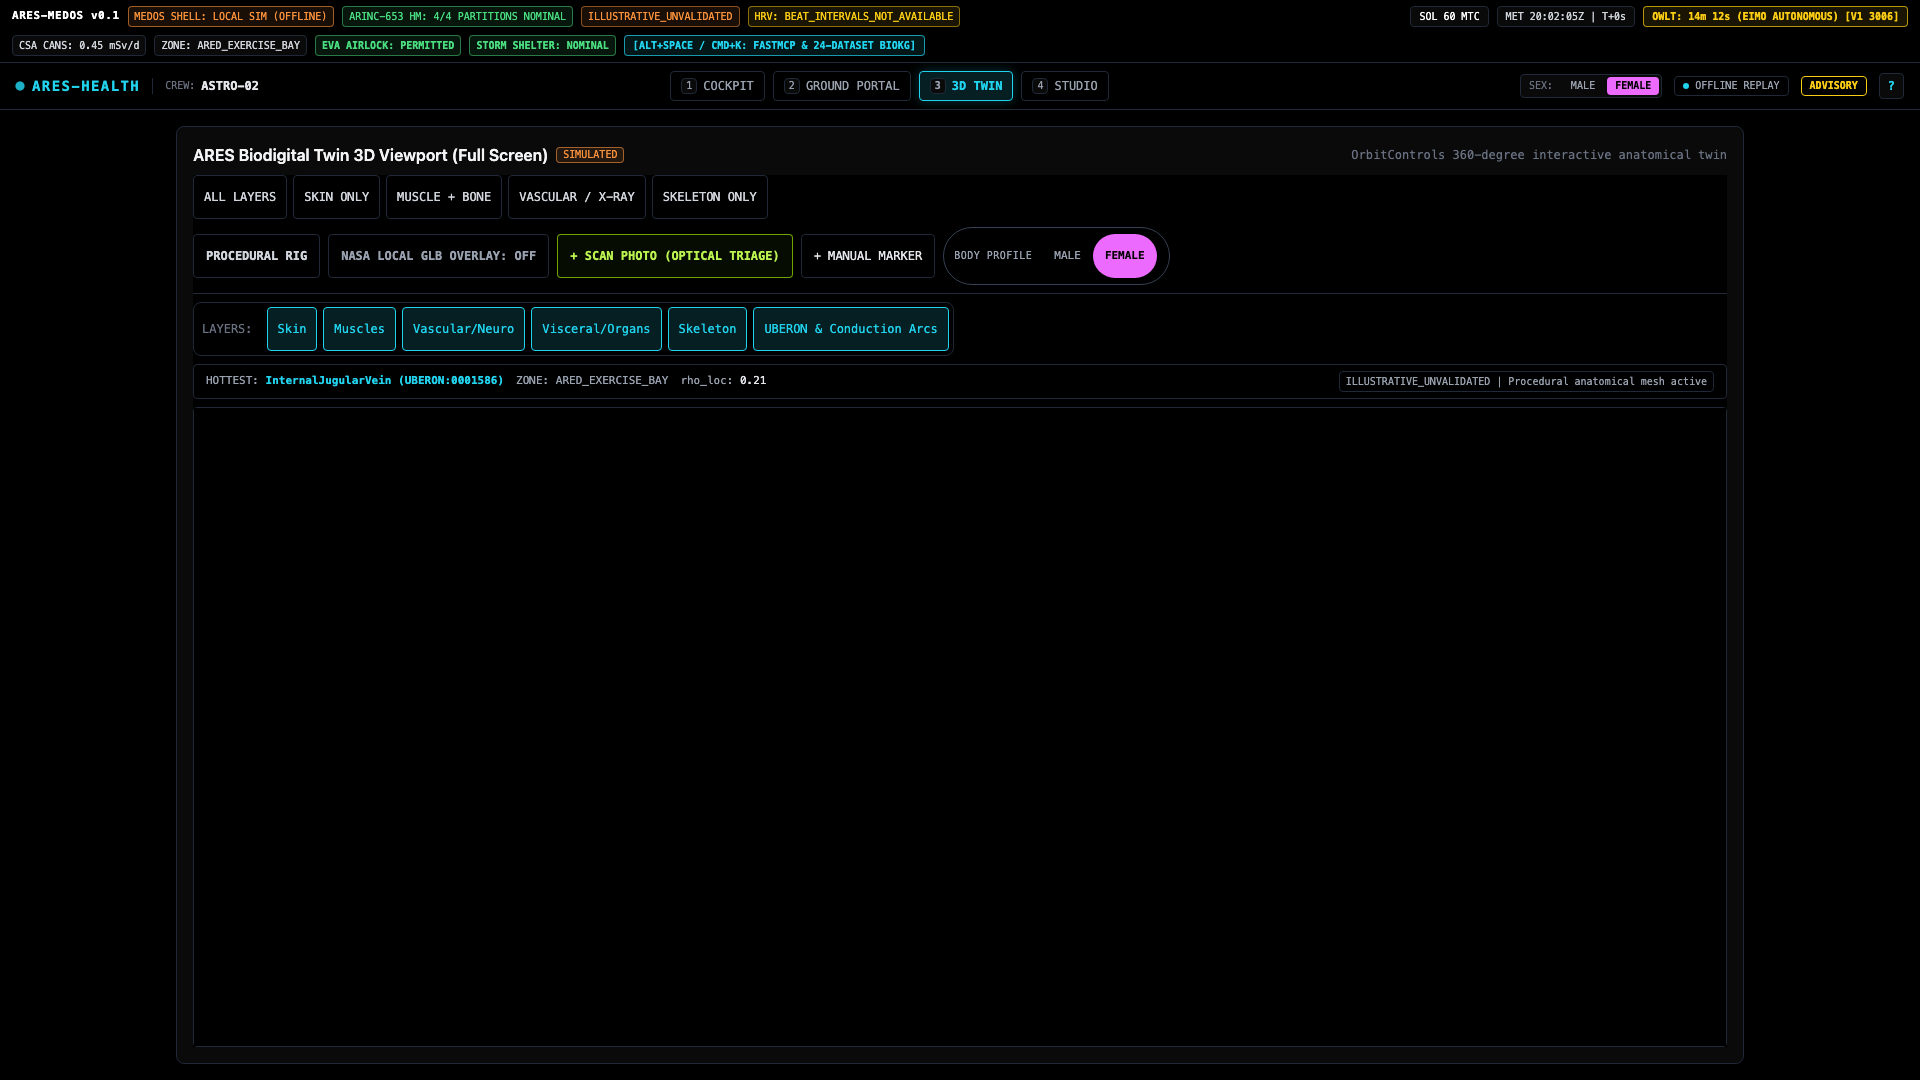 ARES-MEDOS v0.1 MEDOS SHELL: LOCAL SIM (OFFLINE) ARINC-653 HM: 4/4 PARTITIONS NOMINAL ILLUSTRATIVE_UNVALIDATED HRV: BEAT_INTERVALS_NOT_AVAILABLE SOL 60 MTC MET 20:02:05Z | T+0s OWLT: 14m 12s (EIMO AUTONOMOUS) [V1 3006]
CSA CANS: 0.45 mSv/d ZONE: ARED_EXERCISE_BAY EVA AIRLOCK: PERMITTED STORM SHELTER: NOMINAL [ALT+SPACE / CMD+K: FASTMCP & 24-DATASET BIOKG]
ARES-HEALTH CREW: ASTRO-02 1 COCKPIT 2 GROUND PORTAL 3 3D TWIN 4 STUDIO SEX: MALE FEMALE OFFLINE REPLAY ADVISORY ?
ARES Biodigital Twin 3D Viewport (Full Screen) SIMULATED OrbitControls 360-degree interactive anatomical twin
ALL LAYERS SKIN ONLY MUSCLE + BONE VASCULAR / X-RAY SKELETON ONLY
PROCEDURAL RIG NASA LOCAL GLB OVERLAY: OFF + SCAN PHOTO (OPTICAL TRIAGE) + MANUAL MARKER BODY PROFILE MALE FEMALE
LAYERS: Skin Muscles Vascular/Neuro Visceral/Organs Skeleton UBERON & Conduction Arcs
HOTTEST: InternalJugularVein (UBERON:0001586) ZONE: ARED_EXERCISE_BAY rho_loc: 0.21 ILLUSTRATIVE_UNVALIDATED | Procedural anatomical mesh active